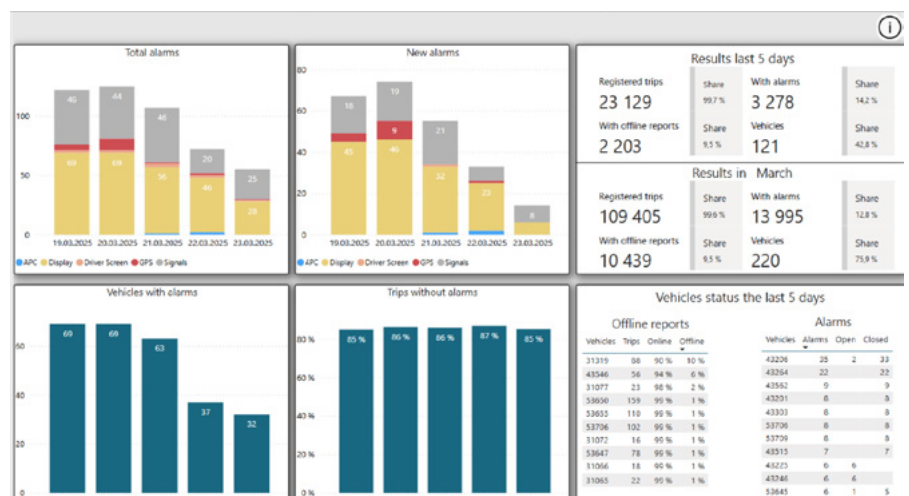 i
Total alarms
100
50
0
46
44
46
20
25
69
69
56
46
28
19.03.2025 20.03.2025 21.03.2025 22.03.2025 23.03.2025
APC Display Driver Screen GPS Signals
New alarms
80
60
40
20
0
18
19
21
9
8
45
46
32
23
19.03.2025 20.03.2025 21.03.2025 22.03.2025 23.03.2025
APC Display Driver Screen GPS Signals
Results last 5 days
Registered trips Share With alarms Share
23 129 99,7 % 3 278 14,2 %
With offline reports Share Vehicles Share
2 203 9,5 % 121 42,8 %
Results in March
Registered trips Share With alarms Share
109 405 99,6 % 13 995 12,8 %
With offline reports Share Vehicles Share
10 439 9,5 % 220 75,9 %
Vehicles with alarms
60
40
20
0
69 69 63 37 32
Trips without alarms
80 %
60 %
40 %
20 %
0 %
85 % 86 % 86 % 87 % 85 %
Vehicles status the last 5 days
Offline reports
Vehicles Trips Online Offline
31319 88 90 % 10 %
43546 56 94 % 6 %
31077 23 98 % 2 %
53650 159 99 % 1 %
53655 110 99 % 1 %
53706 102 99 % 1 %
31072 16 99 % 1 %
53647 78 99 % 1 %
31066 18 99 % 1 %
31065 22 99 % 1 %
Alarms
Vehicles Alarms Open Closed
43206 35 2 33
43264 22 22
43562 9 9
43201 8 8
43303 8 8
53706 8 8
53709 8 8
43515 7 7
43225 6 6
43246 6 6
53645 6 1 5